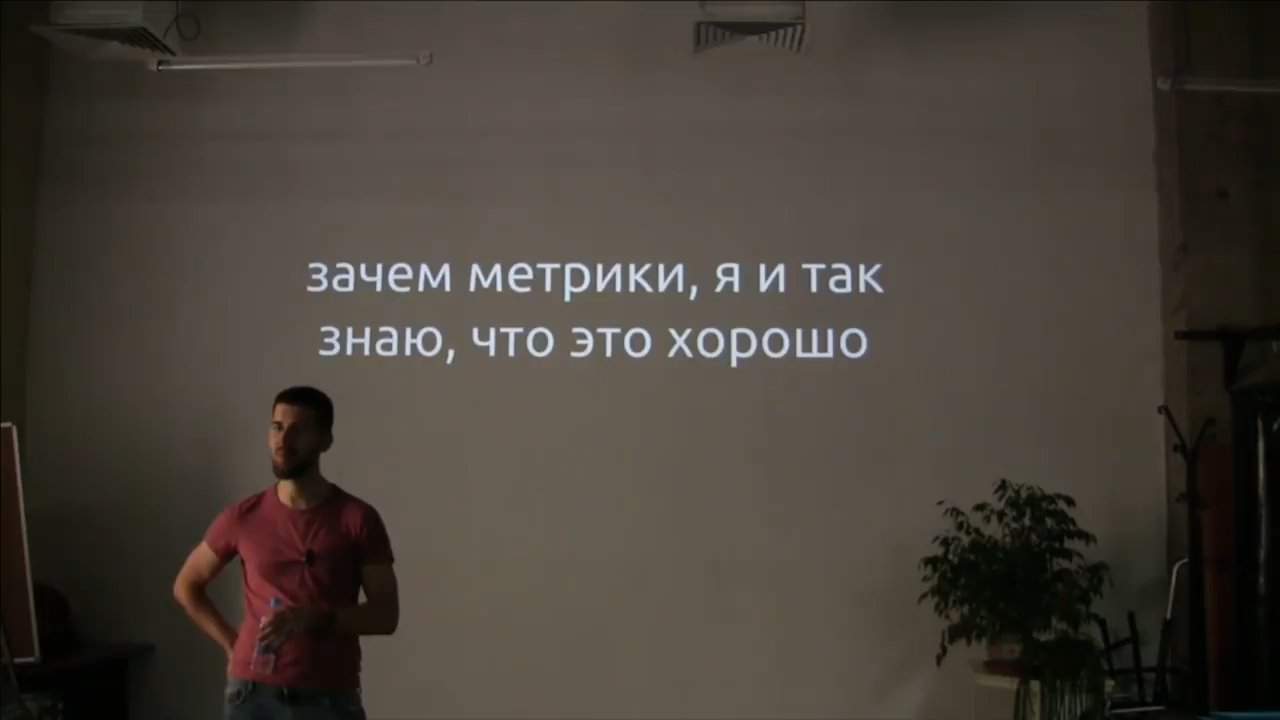 зачем метрики, я и так
знаю, что это хорошо